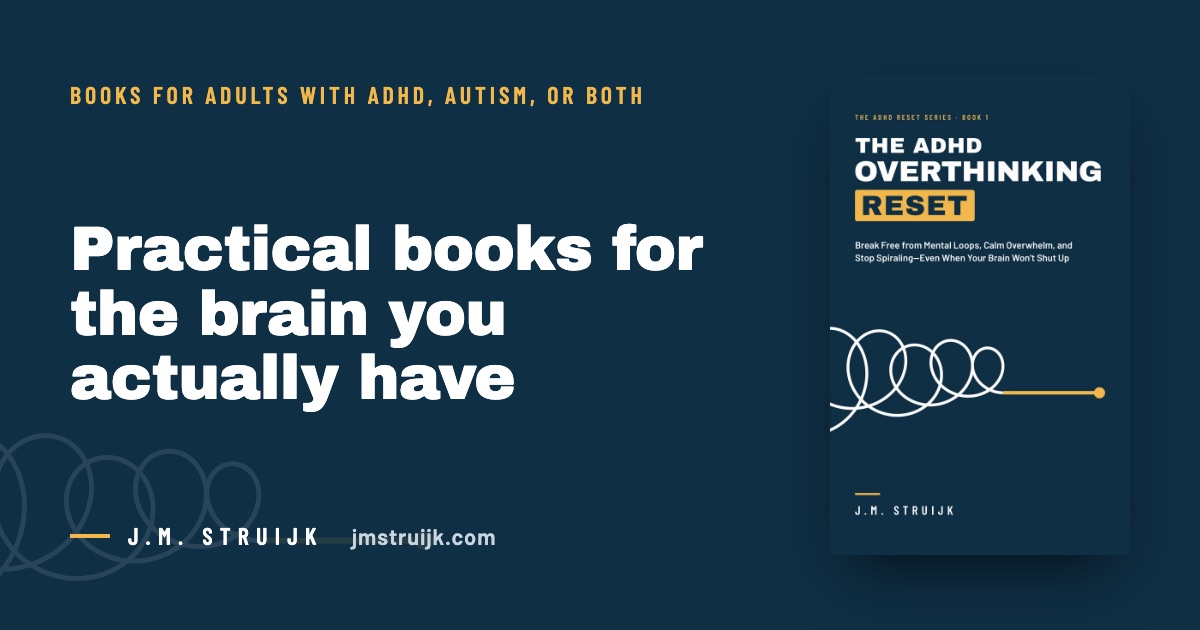 BOOKS FOR ADULTS WITH ADHD, AUTISM, OR BOTH
Practical books for
the brain you
actually have
J.M. STRUIJK jmstruijk.com
THE ADHD RESET SERIES · BOOK 1
THE ADHD
OVERTHINKING
RESET
Break Free from Mental Loops, Calm Overwhelm, and
Stop Spiraling—Even When Your Brain Won't Shut Up
J.M. STRUIJK